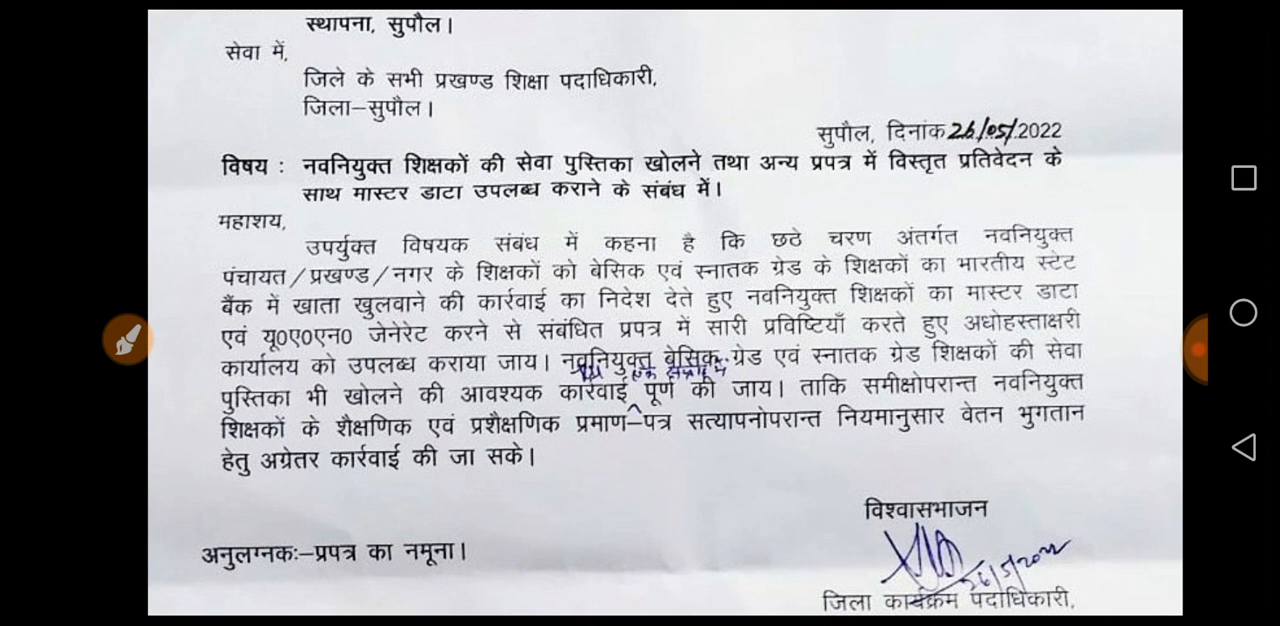 स्थापना, सुपौल।
सेवा में,
जिले के सभी प्रखण्ड शिक्षा पदाधिकारी,
जिला–सुपौल।
सुपौल, दिनांक 26/05/2022
विषय : नवनियुक्त शिक्षकों की सेवा पुस्तिका खोलने तथा अन्य प्रपत्र में विस्तृत प्रतिवेदन के
साथ मास्टर डाटा उपलब्ध कराने के संबंध में।
महाशय,
उपर्युक्त विषयक संबंध में कहना है कि छठे चरण अंतर्गत नवनियुक्त
पंचायत/प्रखण्ड/नगर के शिक्षकों को बेसिक एवं स्नातक ग्रेड के शिक्षकों का भारतीय स्टेट
बैंक में खाता खुलवाने की कार्रवाई का निदेश देते हुए नवनियुक्त शिक्षकों का मास्टर डाटा
एवं यू0ए0एन0 जेनेरेट करने से संबंधित प्रपत्र में सारी प्रविष्टियाँ करते हुए अधोहस्ताक्षरी
कार्यालय को उपलब्ध कराया जाय। नवनियुक्त बेसिक ग्रेड एवं स्नातक ग्रेड शिक्षकों की सेवा
एक सप्ताह में
पुस्तिका भी खोलने की आवश्यक कार्रवाई पूर्ण की जाय। ताकि समीक्षोपरान्त नवनियुक्त
शिक्षकों के शैक्षणिक एवं प्रशैक्षणिक प्रमाण–पत्र सत्यापनोपरान्त नियमानुसार वेतन भुगतान
हेतु अग्रेतर कार्रवाई की जा सके।
विश्वासभाजन
अनुलग्नकः–प्रपत्र का नमूना।
26/5/2022
जिला कार्यक्रम पदाधिकारी,